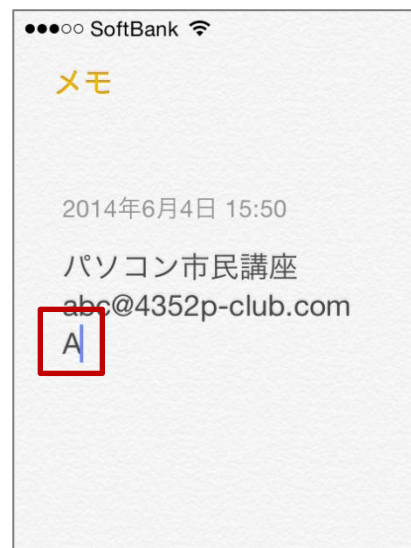 ●●●○○ SoftBank
メモ
2014年6月4日 15:50
パソコン市民講座
abc@4352p-club.com
A